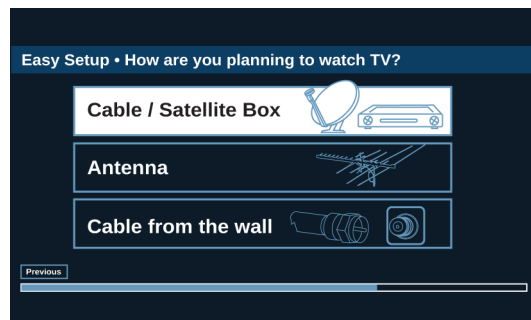 Easy Setup • How are you planning to watch TV?
Cable / Satellite Box
Antenna
Cable from the wall
Previous